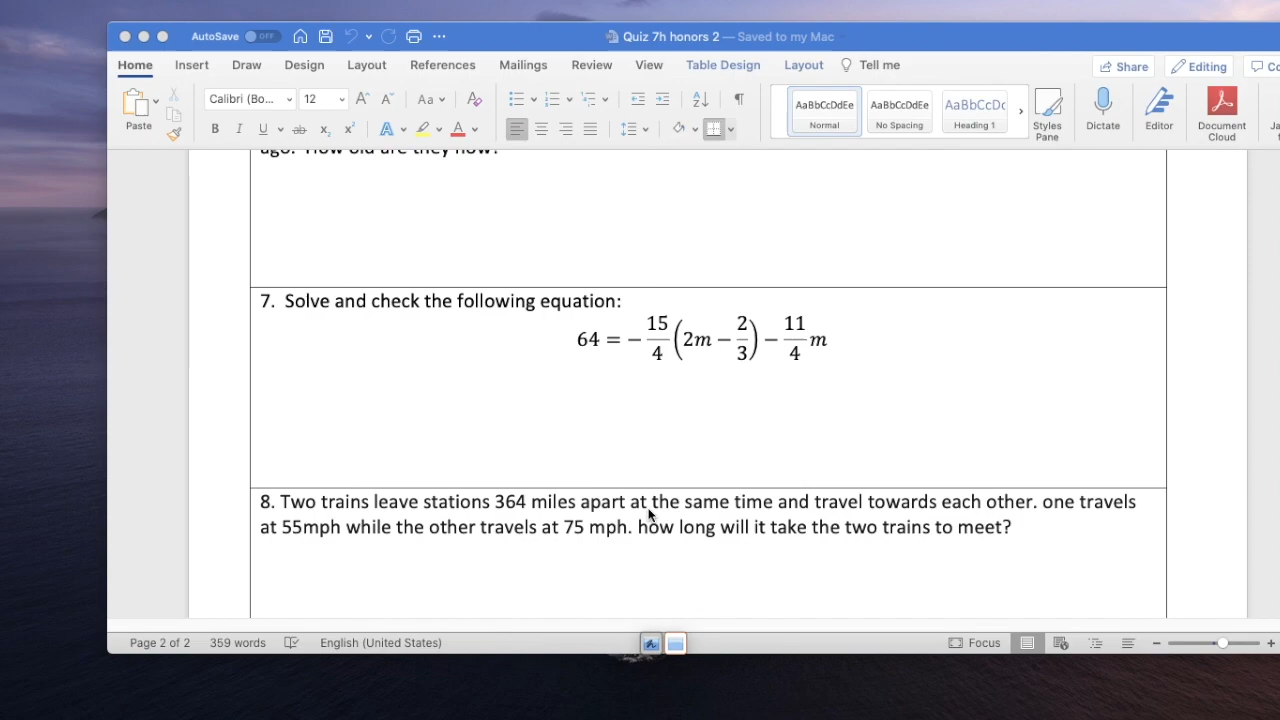 AutoSave OFF
Quiz 7h honors 2 — Saved to my Mac
Home Insert Draw Design Layout References Mailings Review View Table Design Layout Tell me Share Editing Co
Paste
Calibri (Bo... 12
AaBbCcDdEe AaBbCcDdEe AaBbCcDc
Normal No Spacing Heading 1
Styles Pane
Dictate
Editor
Document Cloud
ago. How old are they now?
7. Solve and check the following equation:
64 = − 15/4 (2m − 2/3) − 11/4 m
8. Two trains leave stations 364 miles apart at the same time and travel towards each other. one travels
at 55mph while the other travels at 75 mph. how long will it take the two trains to meet?
Page 2 of 2 359 words English (United States) Focus